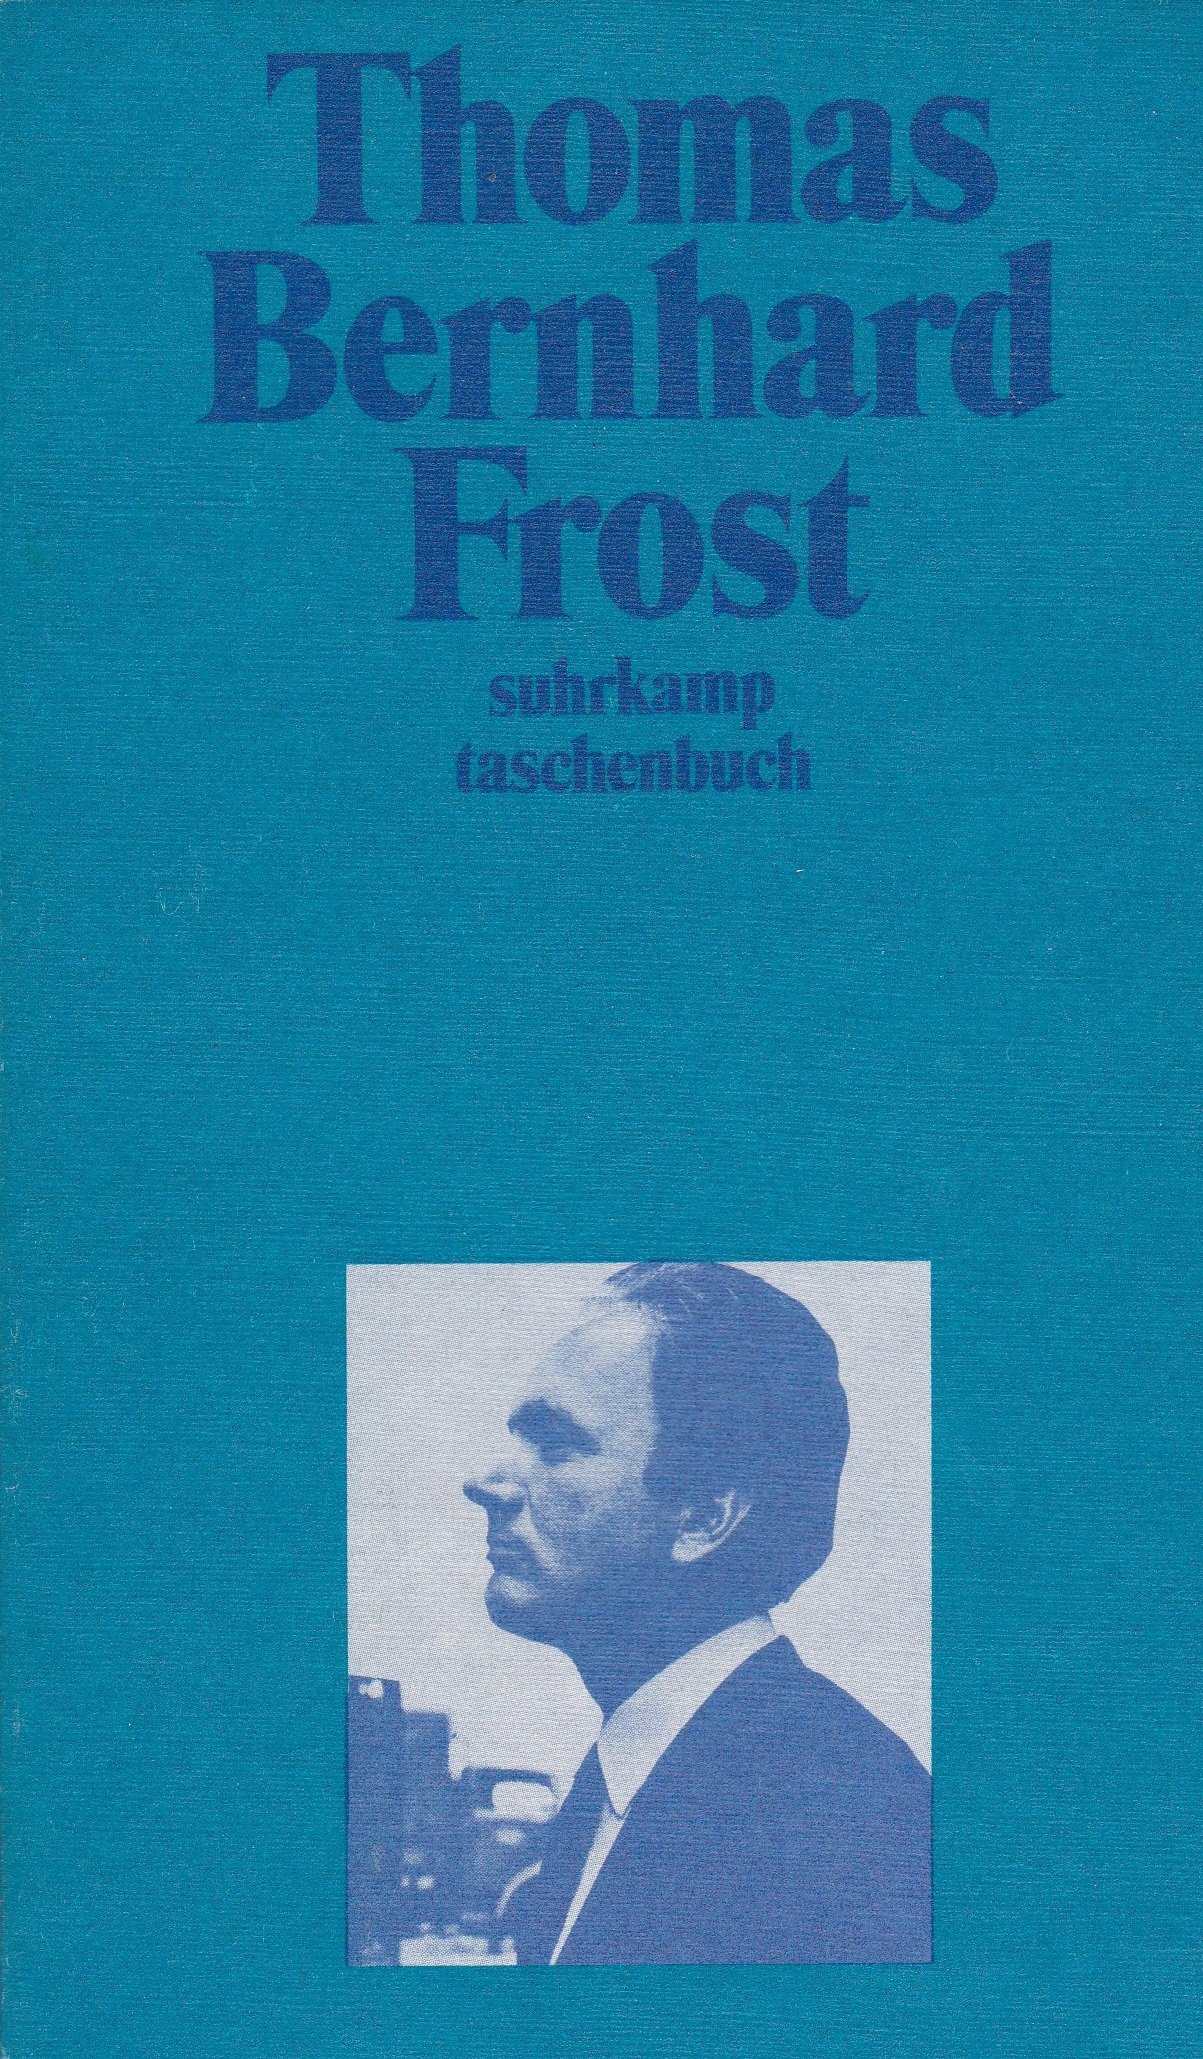 Thomas
Bernhard
Frost
suhrkamp
taschenbuch